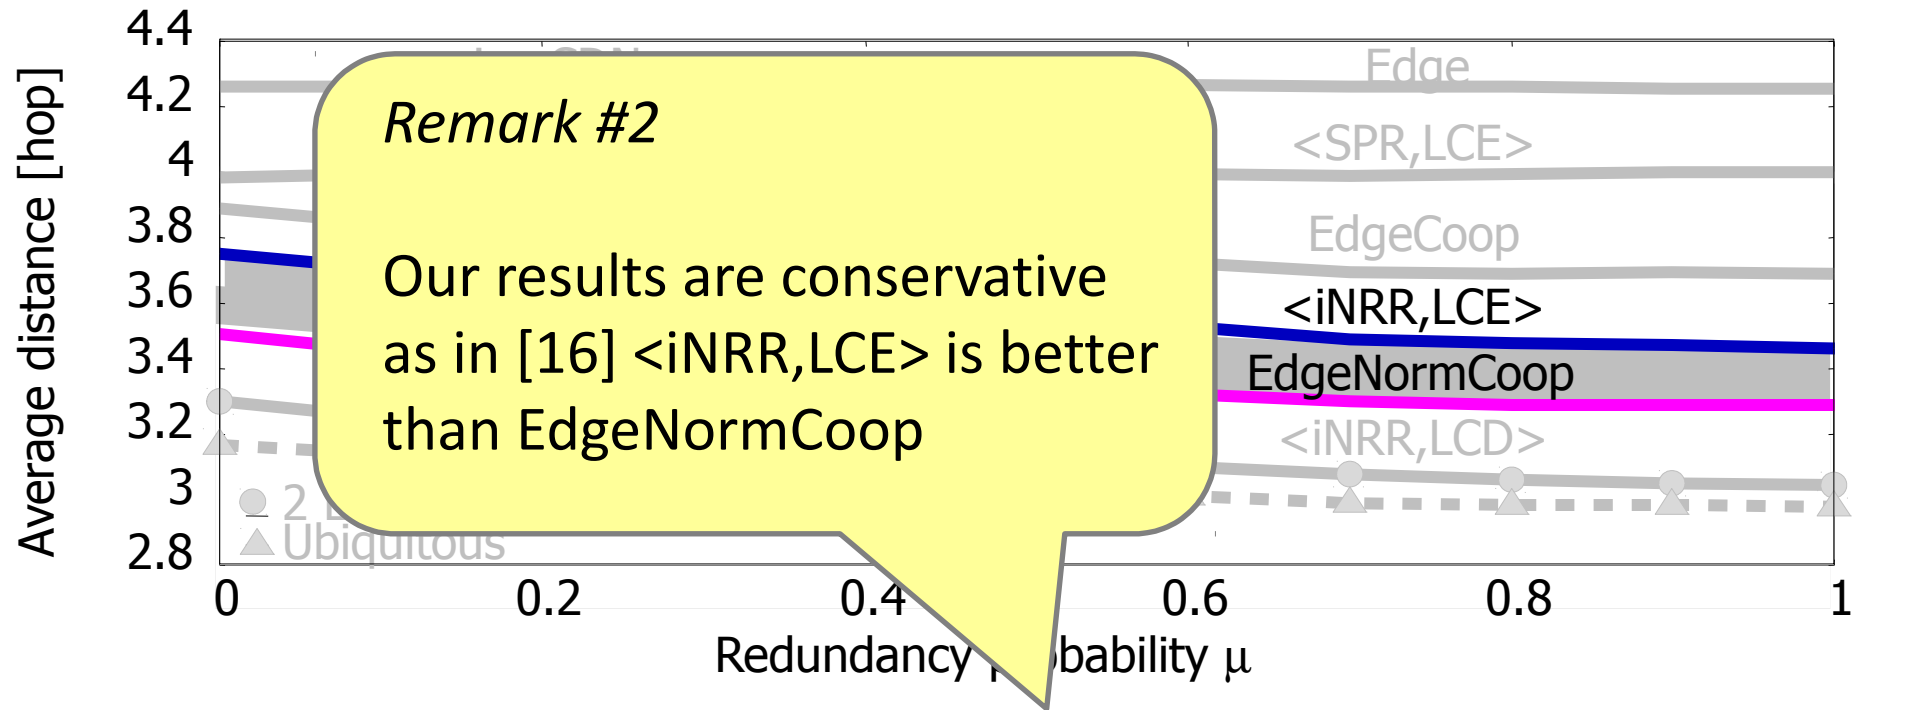 4.4
4.2
4
3.8
3.6
3.4
3.2
3
2.8
Average distance [hop]
Edge
<SPR,LCE>
EdgeCoop
<iNRR,LCE>
EdgeNormCoop
<iNRR,LCD>
Remark #2
Our results are conservative
as in [16] <iNRR,LCE> is better
than EdgeNormCoop
2
Ubiquitous
0 0.2 0.4 0.6 0.8 1
Redundancy μ